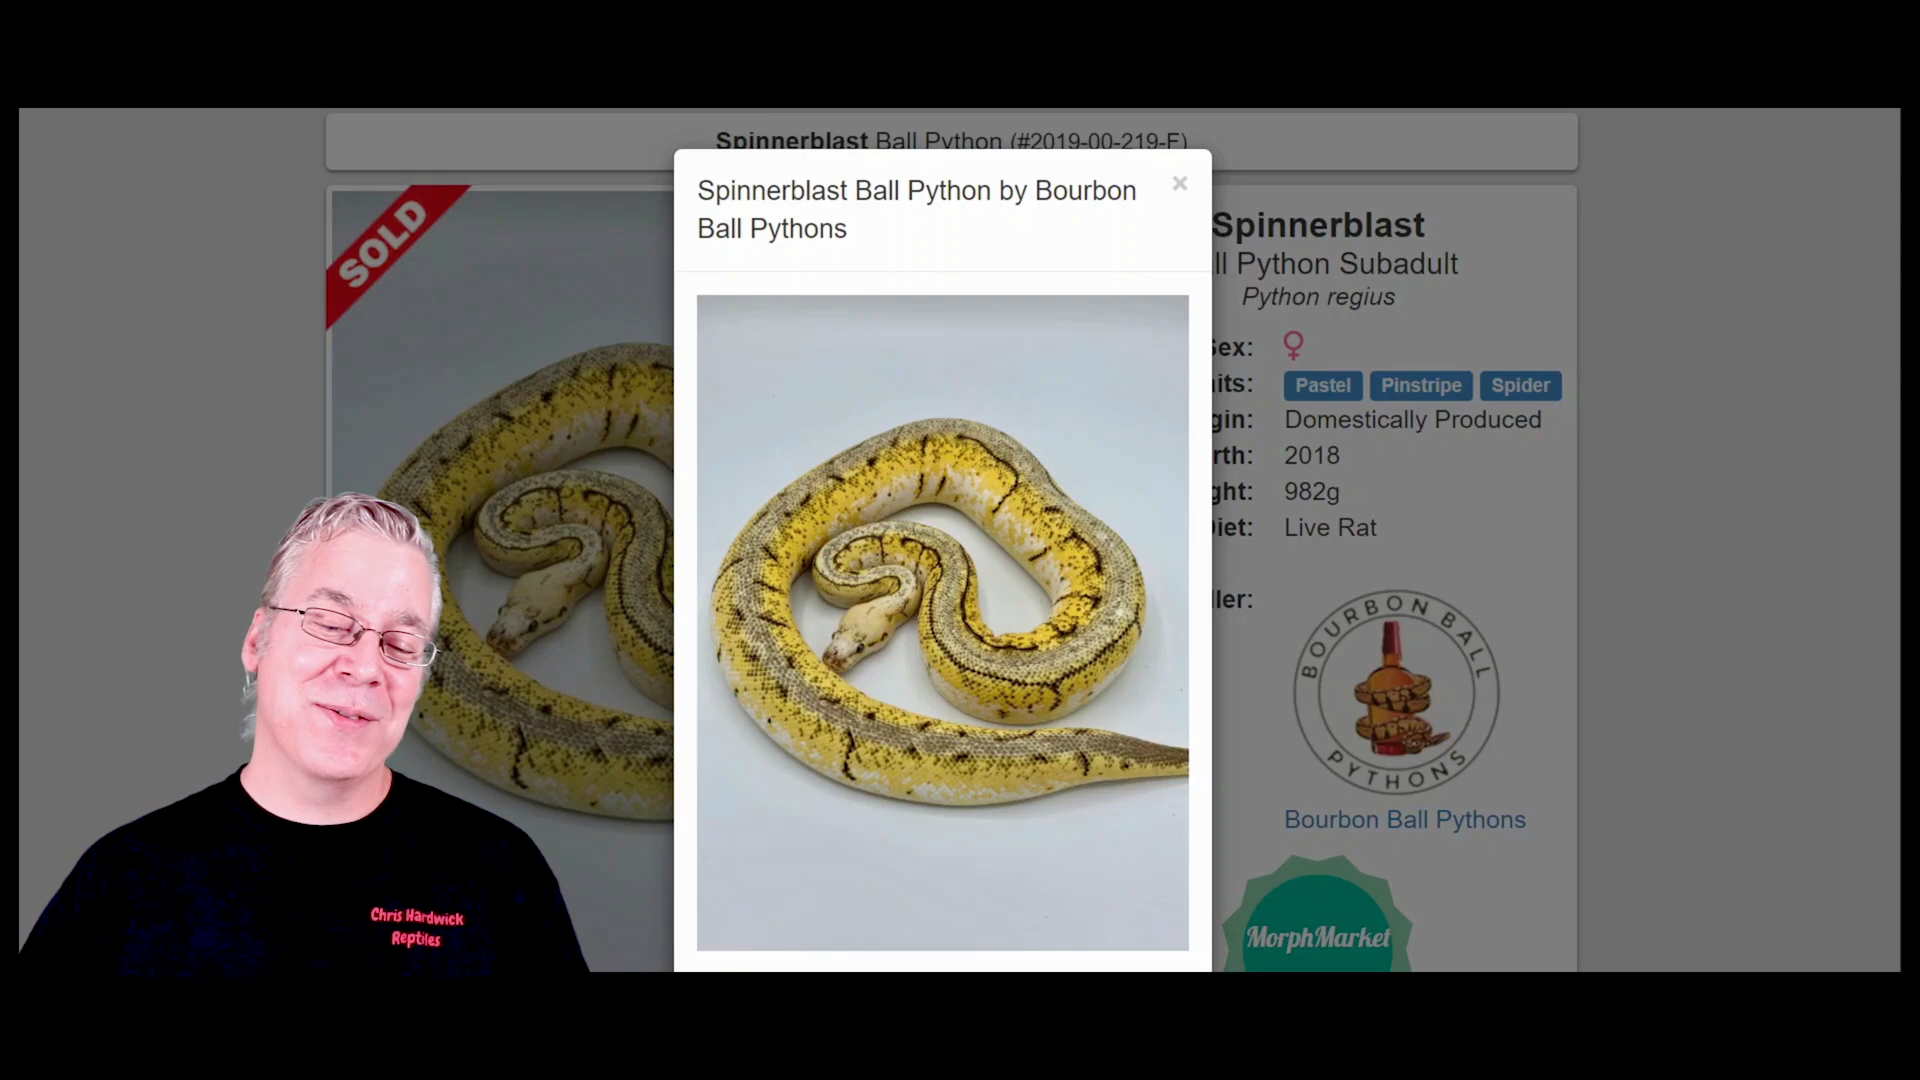 Spinnerblast Ball Python (#2019-00-219-F)
SOLD
Spinnerblast Ball Python by Bourbon
Ball Pythons
×
Spinnerblast
ll Python Subadult
Python regius
Sex: ♀
its: Pastel Pinstripe Spider
gin: Domestically Produced
rth: 2018
ght: 982g
Diet: Live Rat
ller:
BOURBON BALL
PYTHONS
Bourbon Ball Pythons
MorphMarket
Chris Hardwick
Reptiles